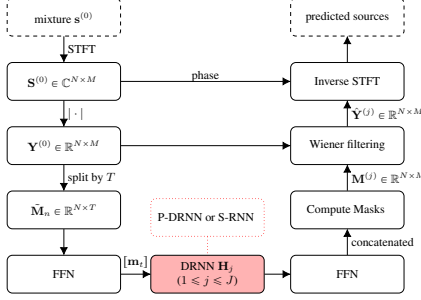 mixture s^(0)
predicted sources
STFT
S^(0) ∈ ℂ^{N×M}
phase
Inverse STFT
| · |
Ŷ^(j) ∈ ℝ^{N×M}
Y^(0) ∈ ℝ^{N×M}
Wiener filtering
split by T
M^(j) ∈ ℝ^{N×M}
M̃_n ∈ ℝ^{N×T}
P-DRNN or S-RNN
Compute Masks
concatenated
FFN
[m_t]
DRNN H_j
(1 ⩽ j ⩽ J)
FFN